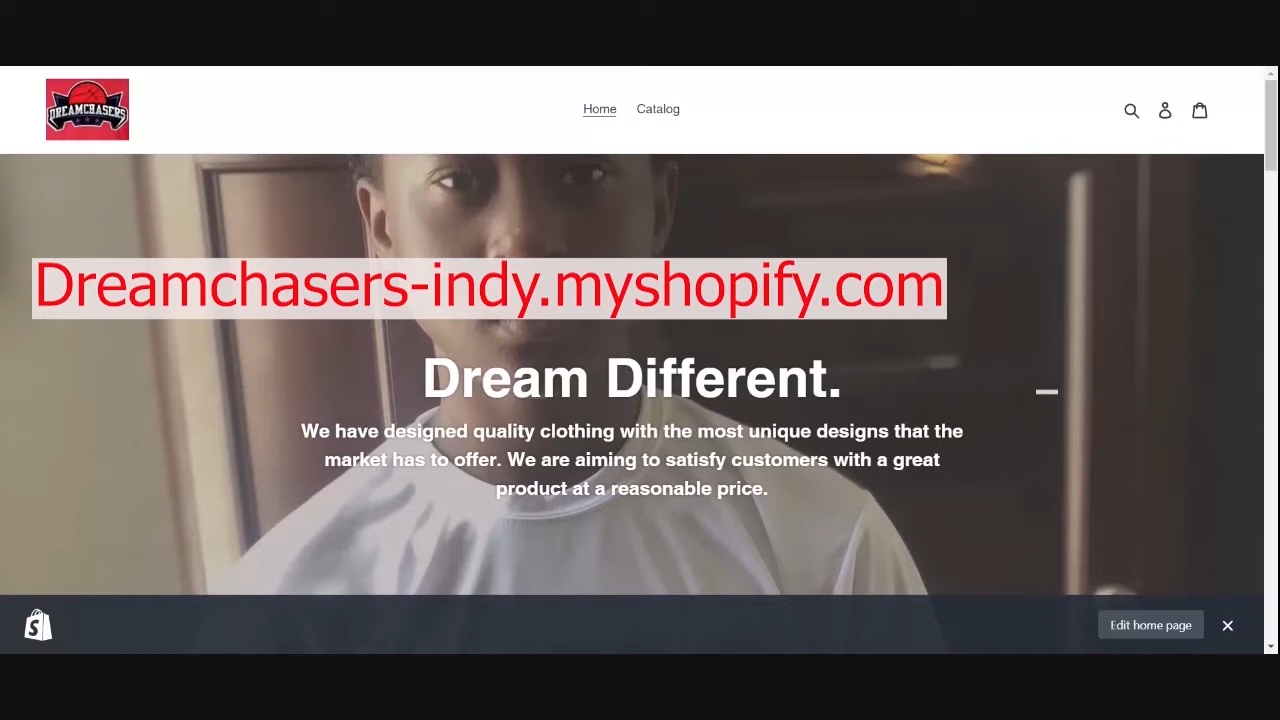 DREAMCHASERS
Home Catalog
Dreamchasers-indy.myshopify.com
Dream Different.
We have designed quality clothing with the most unique designs that the
market has to offer. We are aiming to satisfy customers with a great
product at a reasonable price.
S
Edit home page